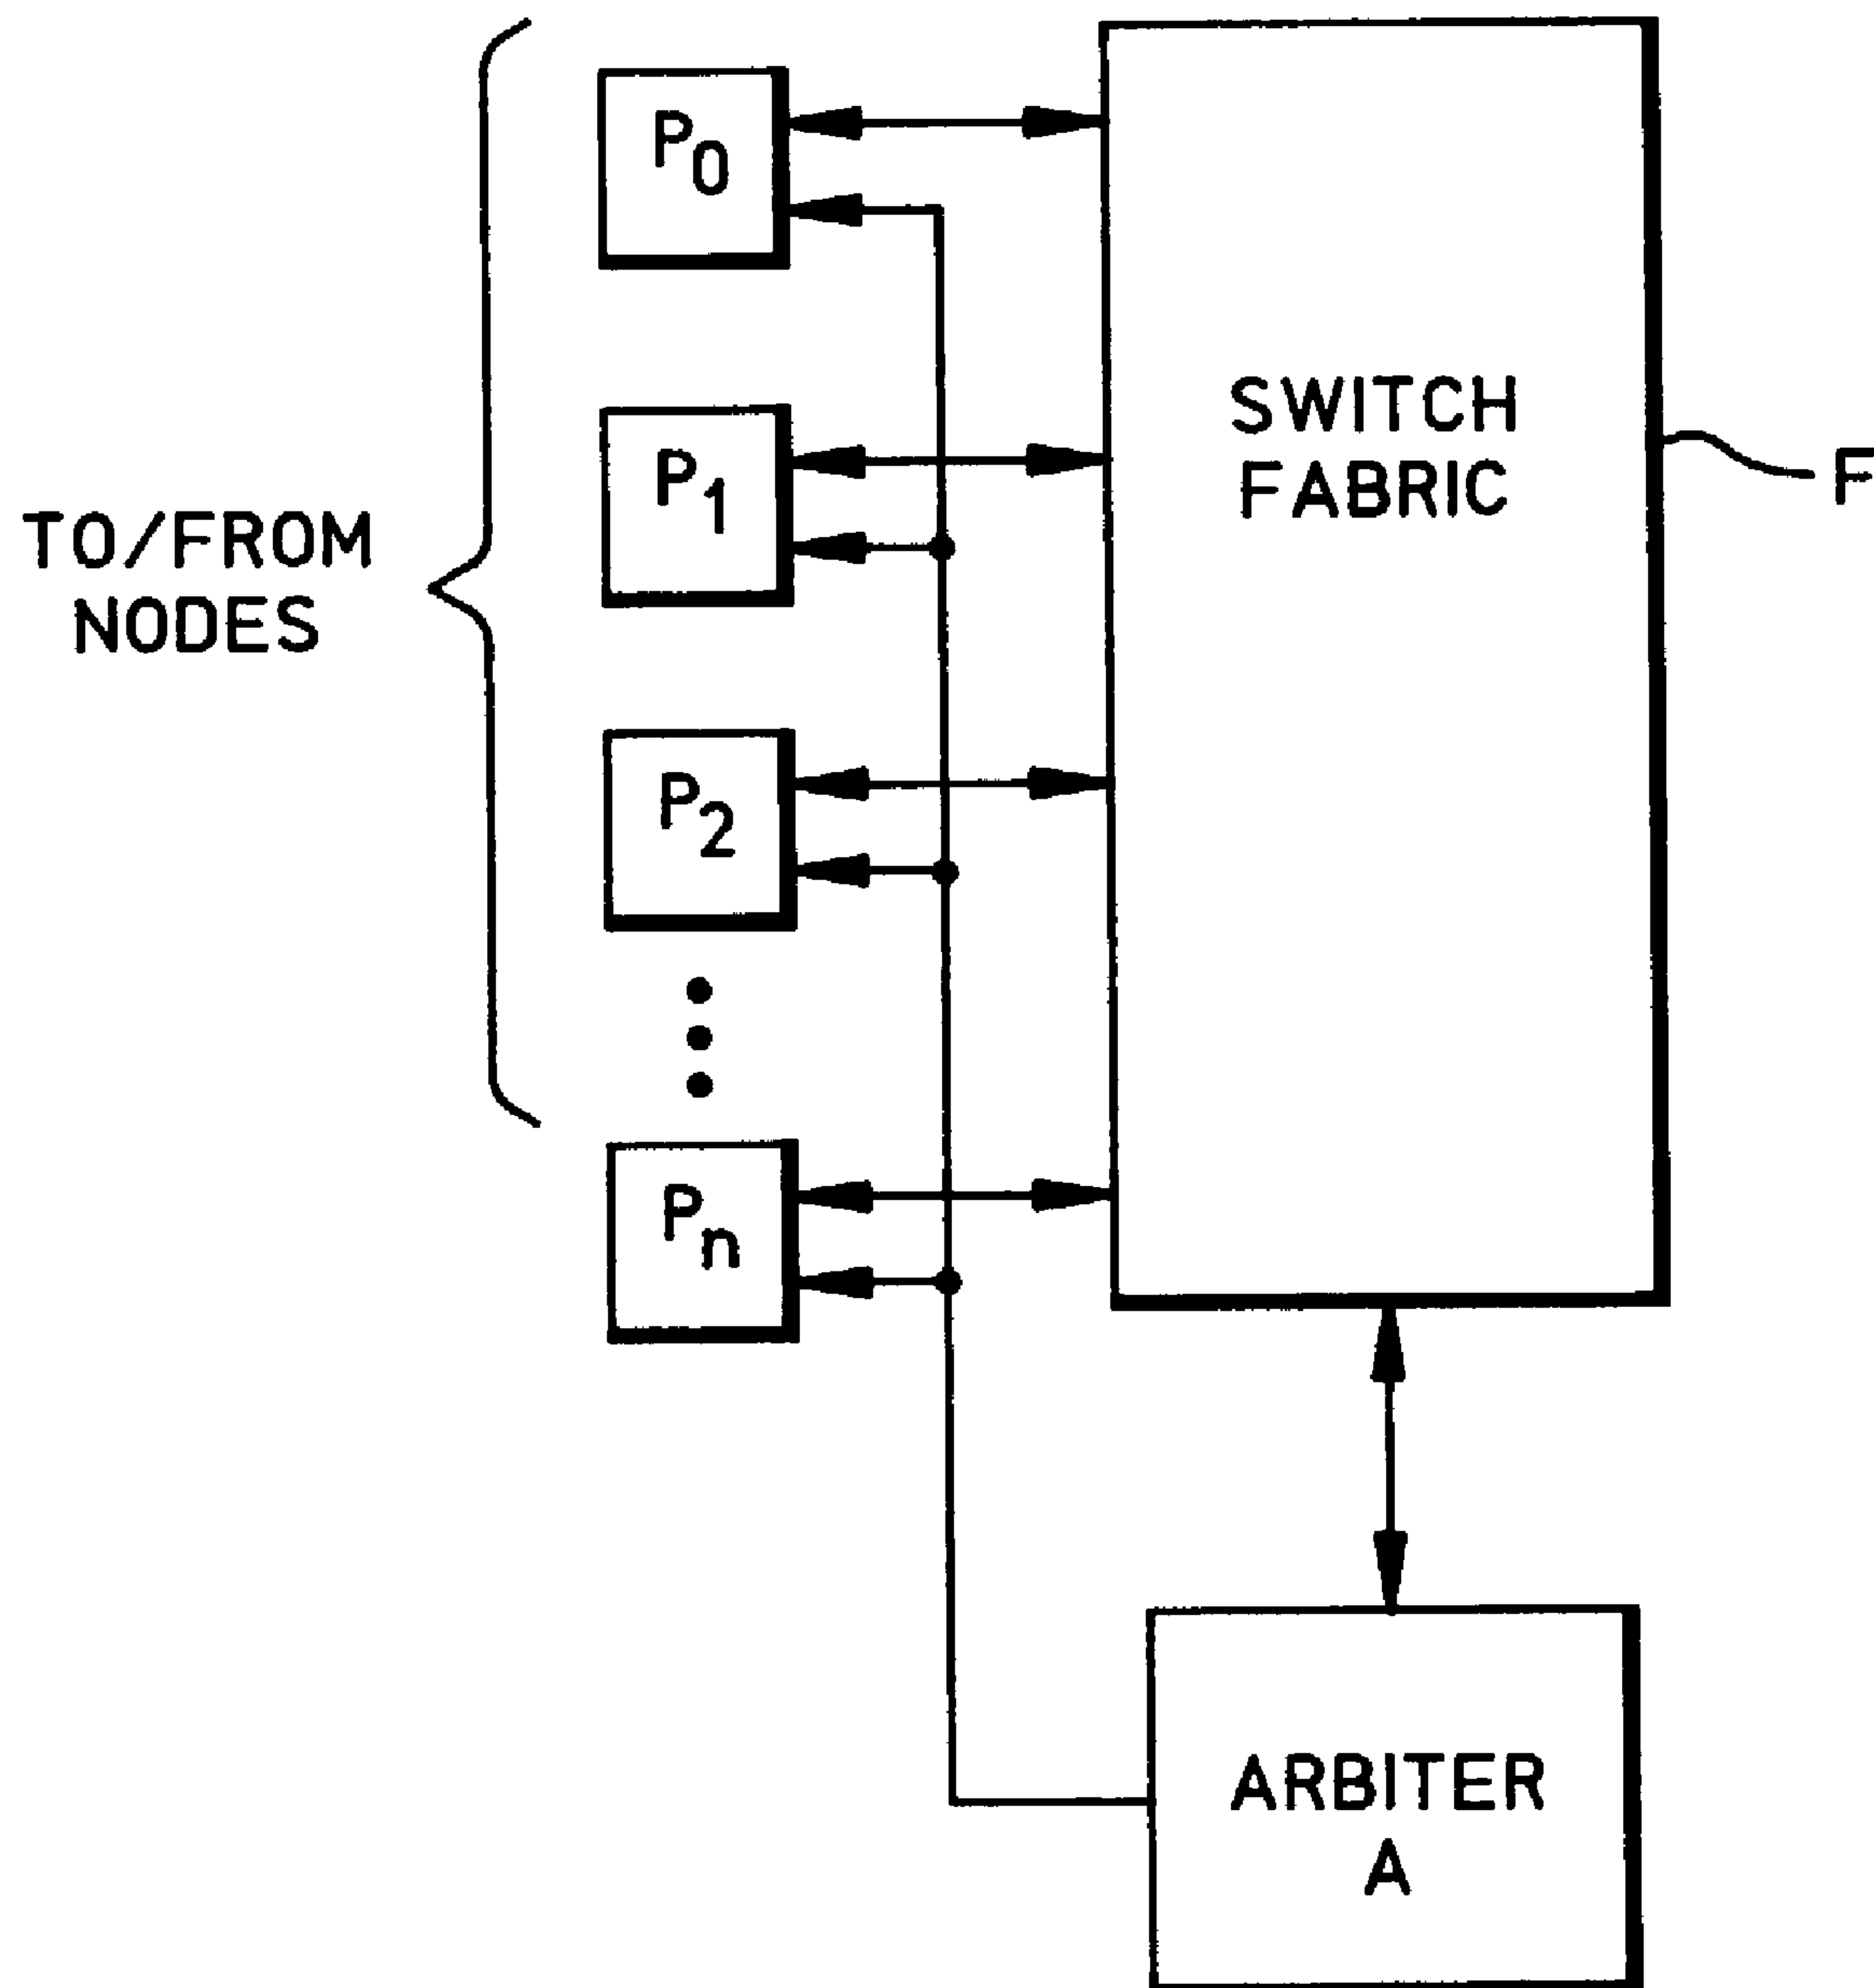 P0
SWITCH
FABRIC
F
P1
TO/FROM
NODES
P2
Pn
ARBITER
A